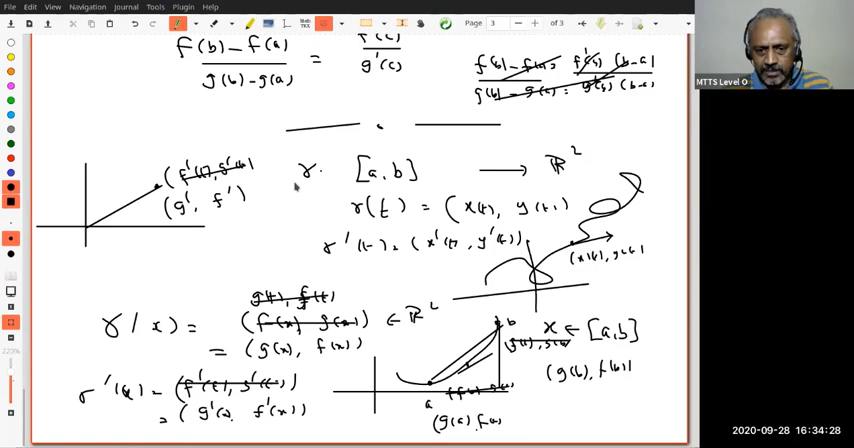 File Edit View Navigation Journal Tools Plugin Help
Page 3 of 3
f(b) - f(a) / g(b) - g(a) = f'(c) / g'(c)
MTTS Level O
γ. [a, b] ⟶ ℝ²
(g', f')
γ(t) = (x(t), y(t))
γ'(t) = (x'(t), y'(t))
(x(t), y(t))
γ(x) =
(f(x), g(x)) ∈ ℝ²
= (g(x), f(x))
b
x ∈ [a, b]
(g(b), f(b))
= (g'(x), f'(x))
a
(g(a), f(a))
220%
2020-09-28 16:34:28